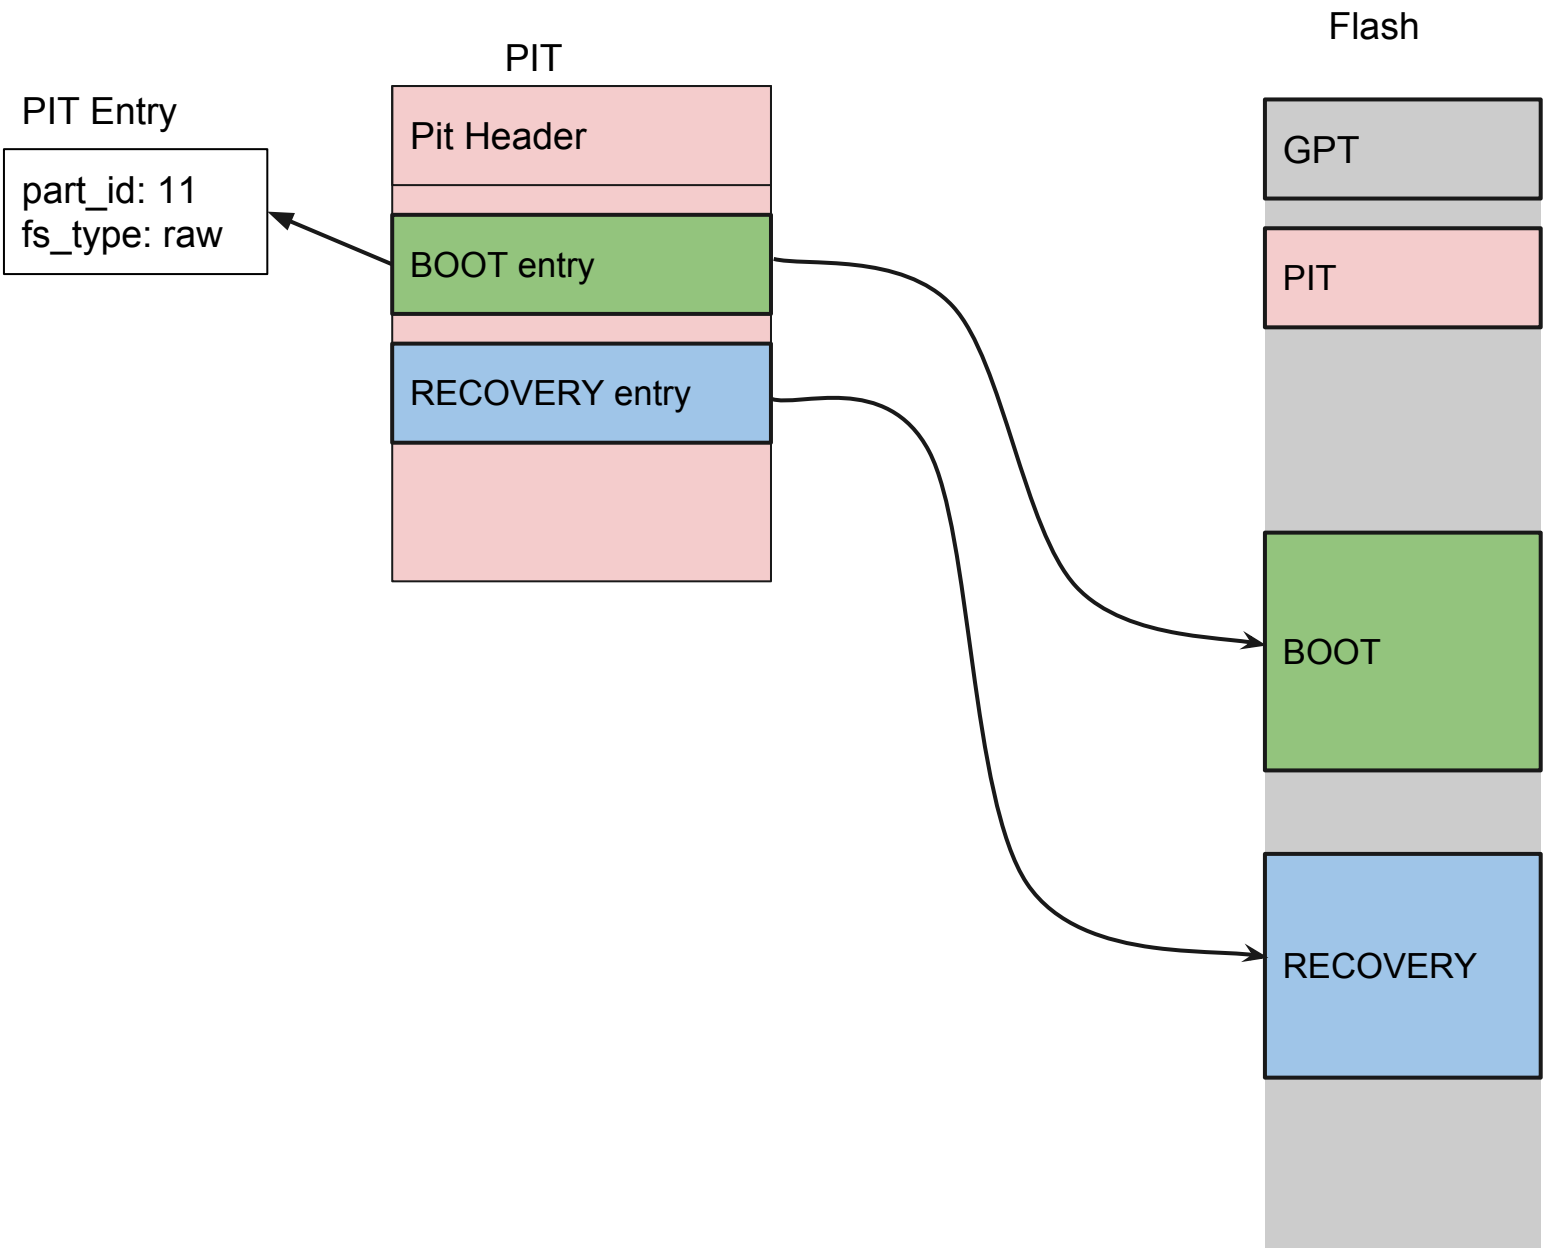 PIT Entry
part_id: 11
fs_type: raw
PIT
Pit Header
BOOT entry
RECOVERY entry
Flash
GPT
PIT
BOOT
RECOVERY